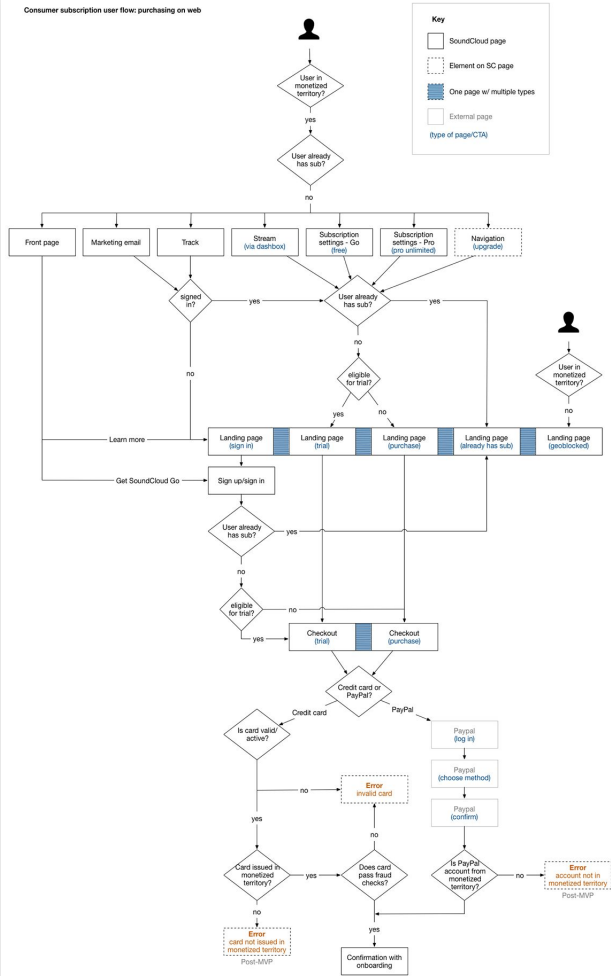 Consumer subscription user flow: purchasing on web
Key
SoundCloud page
Element on SC page
One page w/ multiple types
External page
(type of page/CTA)
User in
monetized
territory?
yes
User already
has sub?
no
Front page
Marketing email
Track
Stream
(via dashbox)
Subscription
settings - Go
(free)
Subscription
settings - Pro
(pro unlimited)
Navigation
(upgrade)
signed
in?
yes
User already
has sub?
yes
no
no
eligible
for trial?
yes
no
User in
monetized
territory?
no
Learn more
Landing page
(sign in)
Landing page
(trial)
Landing page
(purchase)
Landing page
(already has sub)
Landing page
(geoblocked)
Get SoundCloud Go
Sign up/sign in
User already
has sub?
yes
no
eligible
for trial?
no
yes
Checkout
(trial)
Checkout
(purchase)
Credit card or
PayPal?
Credit card
PayPal
Is card valid/
active?
no
Error
invalid card
yes
no
Paypal
(log in)
Paypal
(choose method)
Paypal
(confirm)
Card issued in
monetized
territory?
yes
Does card
pass fraud
checks?
Is PayPal
account from
monetized
territory?
no
Error
account not in
monetized territory
Post-MVP
no
Error
card not issued in
monetized territory
Post-MVP
yes
Confirmation with
onboarding